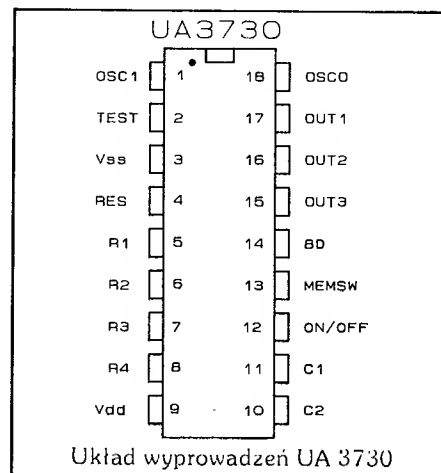 UA3730
OSC1 1 18 OSCO
TEST 2 17 OUT1
Vss 3 16 OUT2
RES 4 15 OUT3
R1 5 14 BD
R2 6 13 MEMSW
R3 7 12 ON/OFF
R4 8 11 C1
Vdd 9 10 C2
Układ wyprowadzeń UA 3730